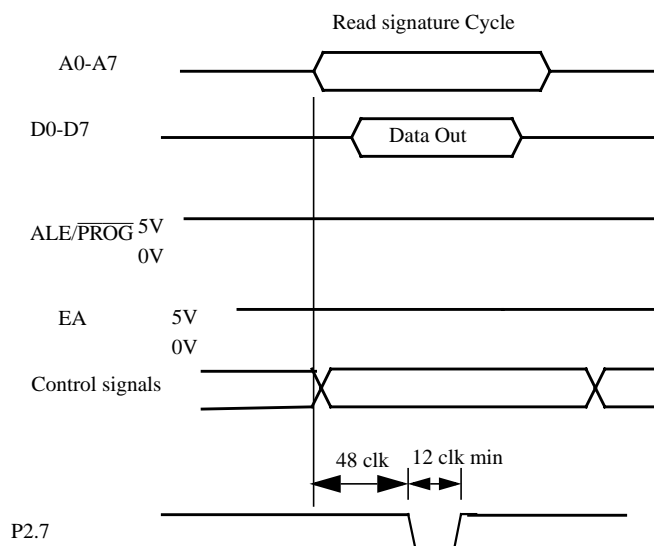 Read signature Cycle
A0-A7
D0-D7
Data Out
ALE/P̅R̅O̅G̅ 5V
0V
EA 5V
0V
Control signals
48 clk 12 clk min
P2.7